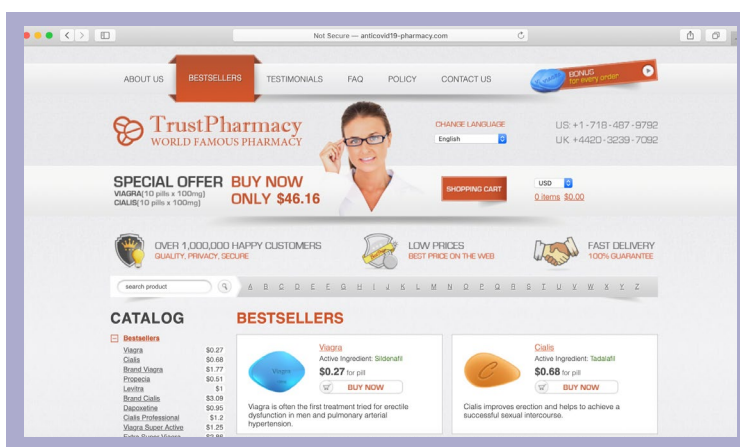 Not Secure — anticovid19-pharmacy.com
ABOUT US
BESTSELLERS
TESTIMONIALS
FAQ
POLICY
CONTACT US
BONUS
for every order
TrustPharmacy
WORLD FAMOUS PHARMACY
CHANGE LANGUAGE
English
US: +1-718-487-9792
UK: +4420-3239-7092
SPECIAL OFFER
VIAGRA(10 pills x 100mg)
CIALIS(10 pills x 100mg)
BUY NOW
ONLY $46.16
SHOPPING CART
USD
0 items $0.00
OVER 1,000,000 HAPPY CUSTOMERS
QUALITY, PRIVACY, SECURE
LOW PRICES
BEST PRICE ON THE WEB
FAST DELIVERY
100% GUARANTEE
search product
A B C D E F G H I J K L M N O P Q R S T U V W X Y Z
CATALOG
Bestsellers
Viagra $0.27
Cialis $0.68
Brand Viagra $1.77
Propecia $0.51
Levitra $1
Brand Cialis $3.09
Dapoxetine $0.95
Cialis Professional $1.2
Viagra Super Active $1.25
Extra Super Viagra $2.86
BESTSELLERS
Viagra
Viagra
Active Ingredient: Sildenafil
$0.27 for pill
BUY NOW
Viagra is often the first treatment tried for erectile
dysfunction in men and pulmonary arterial
hypertension.
C
Cialis
Active Ingredient: Tadalafil
$0.68 for pill
BUY NOW
Cialis improves erection and helps to achieve a
successful sexual intercourse.